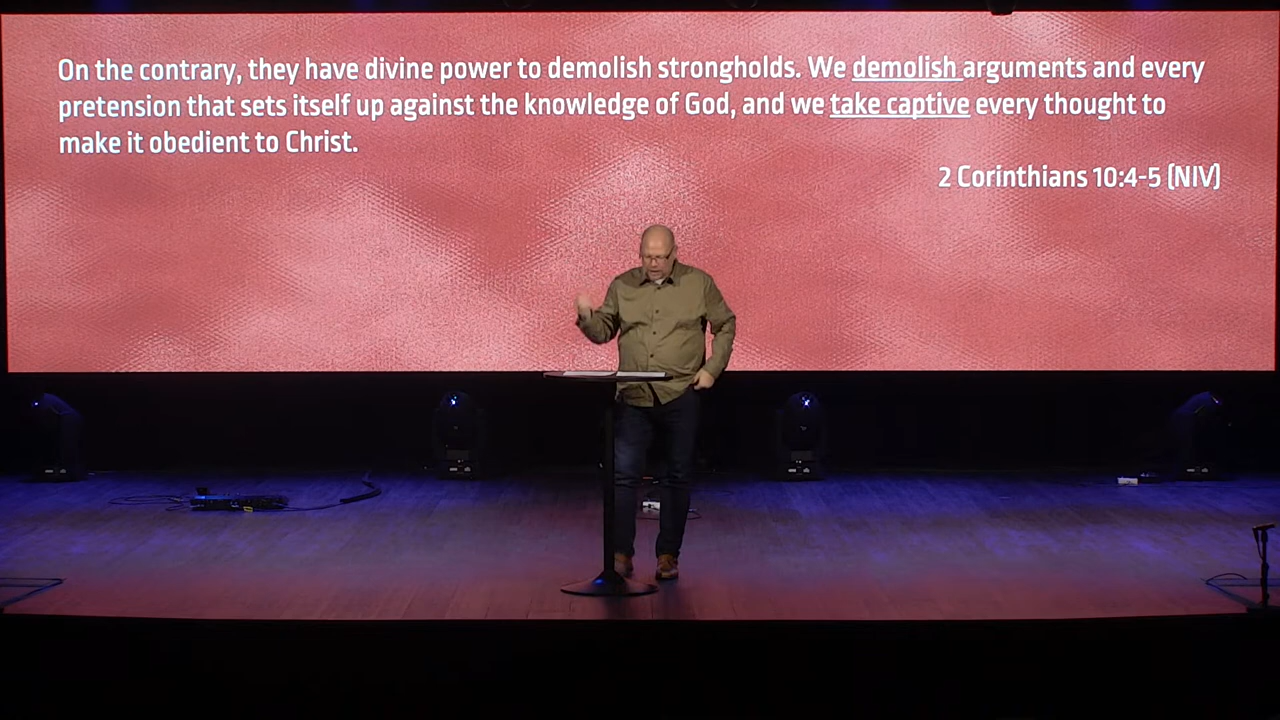 On the contrary, they have divine power to demolish strongholds. We demolish arguments and every
pretension that sets itself up against the knowledge of God, and we take captive every thought to
make it obedient to Christ.
2 Corinthians 10:4-5 (NIV)